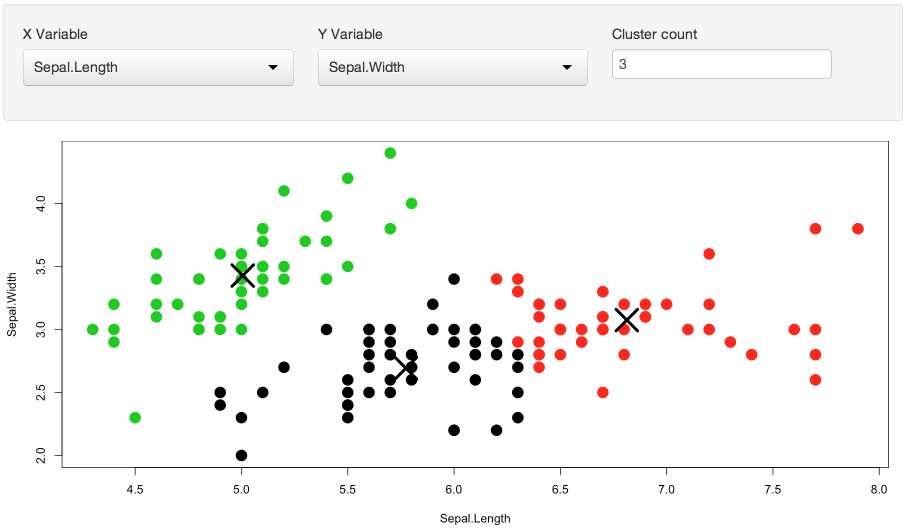 X Variable
Y Variable
Cluster count
Sepal.Length
Sepal.Width
3
Sepal.Width
4.0
3.5
3.0
2.5
2.0
4.5
5.0
5.5
6.0
6.5
7.0
7.5
8.0
Sepal.Length